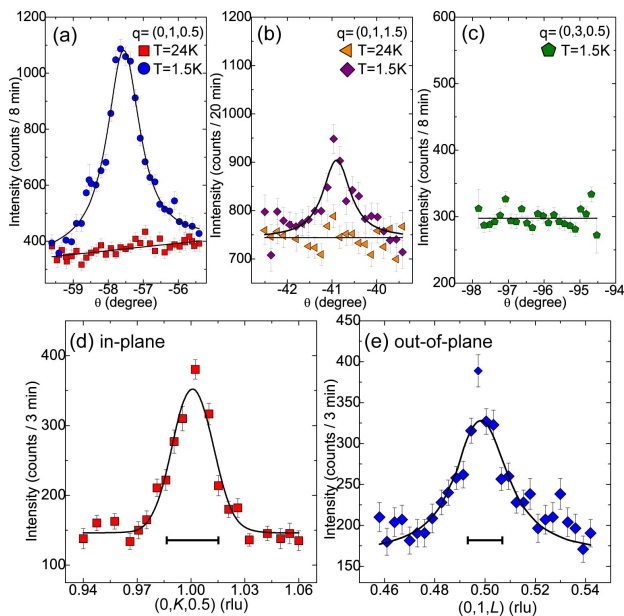 (a) q= (0,1,0.5)
T=24K
T=1.5K
Intensity (counts / 8 min)
1200
1000
800
600
400
200
-59 -58 -57 -56
θ (degree)
(b) q= (0,1,1.5)
T=24K
T=1.5K
Intensity (counts / 20 min)
1200
1050
900
750
600
-42 -41 -40
θ (degree)
(c) q= (0,3,0.5)
T=1.5K
Inntensity (counts / 8 min)
800
700
600
500
400
300
200
-98 -97 -96 -95 -94
θ (degree)
(d) in-plane
Intensity (counts / 3 min)
400
300
200
100
0.94 0.97 1.00 1.03 1.06
(0,K,0.5) (rlu)
(e) out-of-plane
Intensity (counts / 3 min)
450
400
350
300
250
200
150
0.46 0.48 0.50 0.52 0.54
(0,1,L) (rlu)